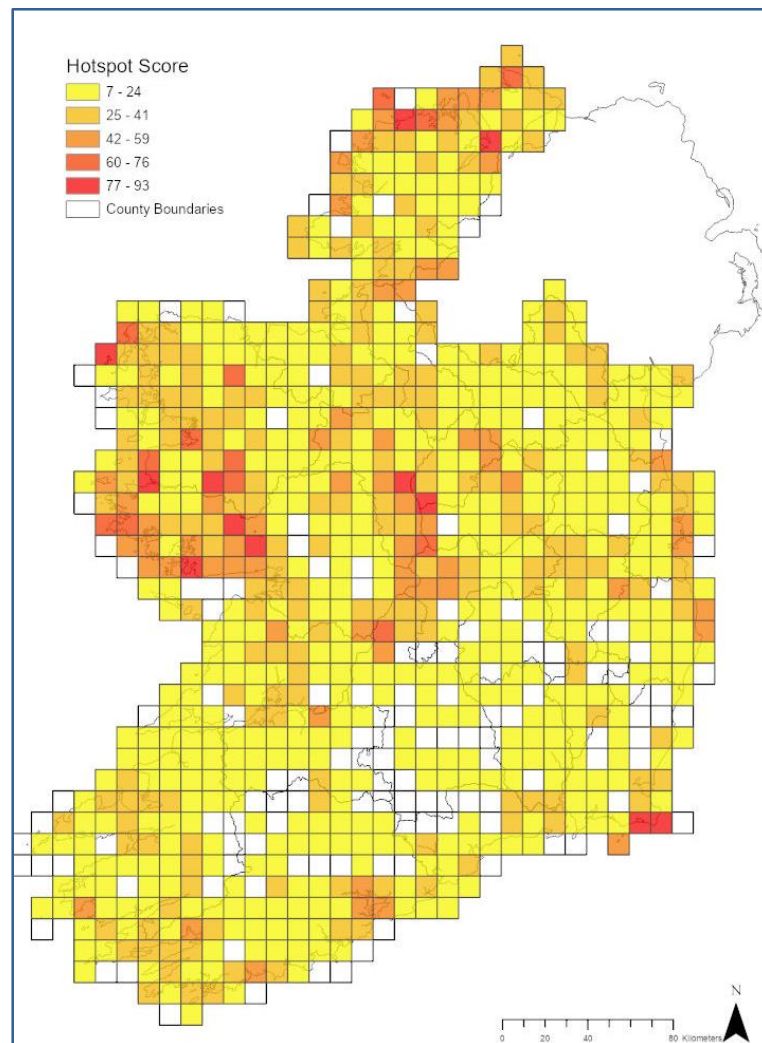 Hotspot Score
7 - 24
25 - 41
42 - 59
60 - 76
77 - 93
County Boundaries
N
0 20 40 80 Kilometers